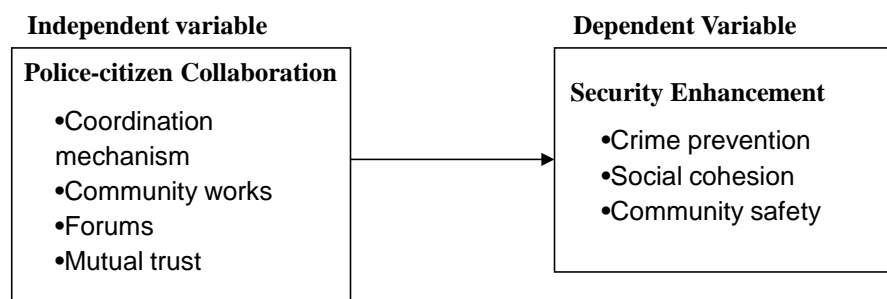 Independent variable
Police-citizen Collaboration
•Coordination
mechanism
•Community works
•Forums
•Mutual trust
Dependent Variable
Security Enhancement
•Crime prevention
•Social cohesion
•Community safety